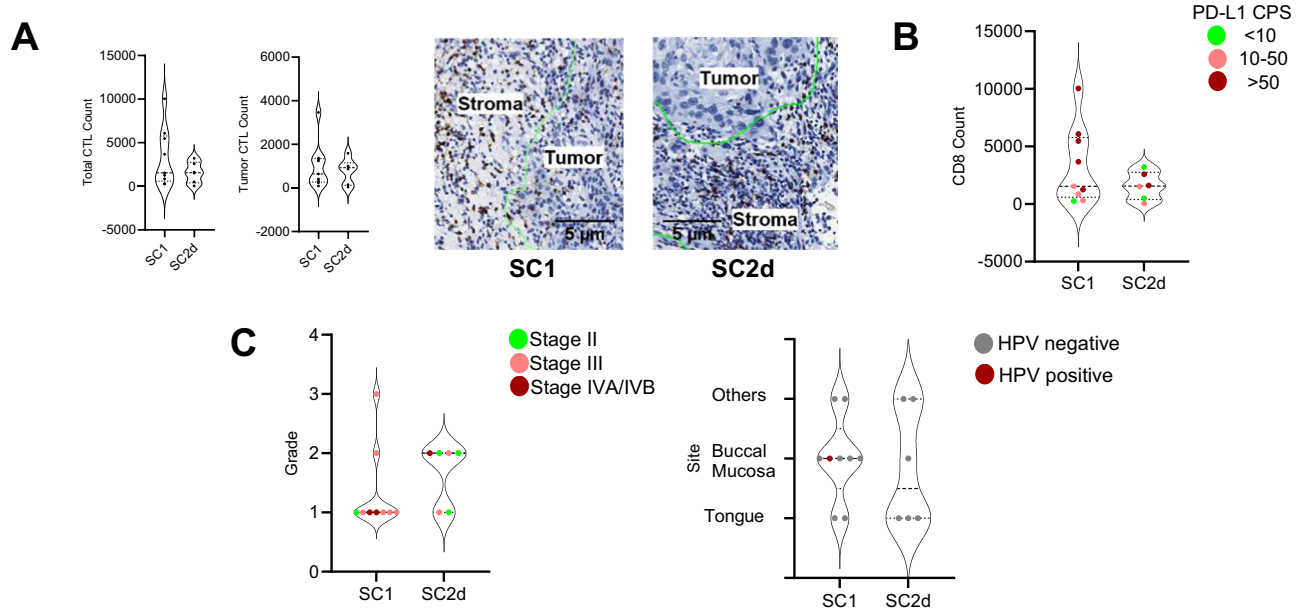 A
Total CTL Count
15000
10000
5000
0
-5000
SC1
SC2d
Tumor CTL Count
6000
4000
2000
0
-2000
SC1
SC2d
Stroma
Tumor
5 μm
SC1
Tumor
Stroma
5 μm
SC2d
B
CD8 Count
15000
10000
5000
0
-5000
SC1
SC2d
PD-L1 CPS
<10
10-50
>50
C
Grade
4
3
2
1
0
SC1
SC2d
Stage II
Stage III
Stage IVA/IVB
Site
Others
Buccal
Mucosa
Tongue
SC1
SC2d
HPV negative
HPV positive